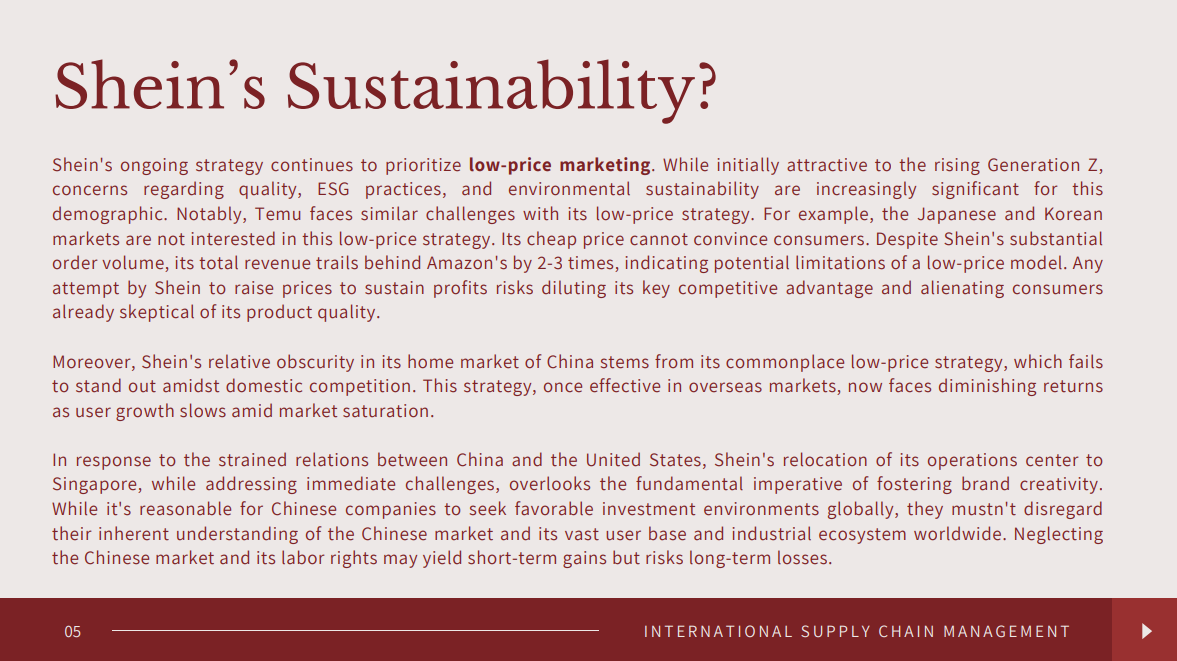 Shein’s Sustainability?
Shein's ongoing strategy continues to prioritize low-price marketing. While initially attractive to the rising Generation Z,
concerns regarding quality, ESG practices, and environmental sustainability are increasingly significant for this
demographic. Notably, Temu faces similar challenges with its low-price strategy. For example, the Japanese and Korean
markets are not interested in this low-price strategy. Its cheap price cannot convince consumers. Despite Shein's substantial
order volume, its total revenue trails behind Amazon's by 2-3 times, indicating potential limitations of a low-price model. Any
attempt by Shein to raise prices to sustain profits risks diluting its key competitive advantage and alienating consumers
already skeptical of its product quality.
Moreover, Shein's relative obscurity in its home market of China stems from its commonplace low-price strategy, which fails
to stand out amidst domestic competition. This strategy, once effective in overseas markets, now faces diminishing returns
as user growth slows amid market saturation.
In response to the strained relations between China and the United States, Shein's relocation of its operations center to
Singapore, while addressing immediate challenges, overlooks the fundamental imperative of fostering brand creativity.
While it's reasonable for Chinese companies to seek favorable investment environments globally, they mustn't disregard
their inherent understanding of the Chinese market and its vast user base and industrial ecosystem worldwide. Neglecting
the Chinese market and its labor rights may yield short-term gains but risks long-term losses.
05
INTERNATIONAL SUPPLY CHAIN MANAGEMENT